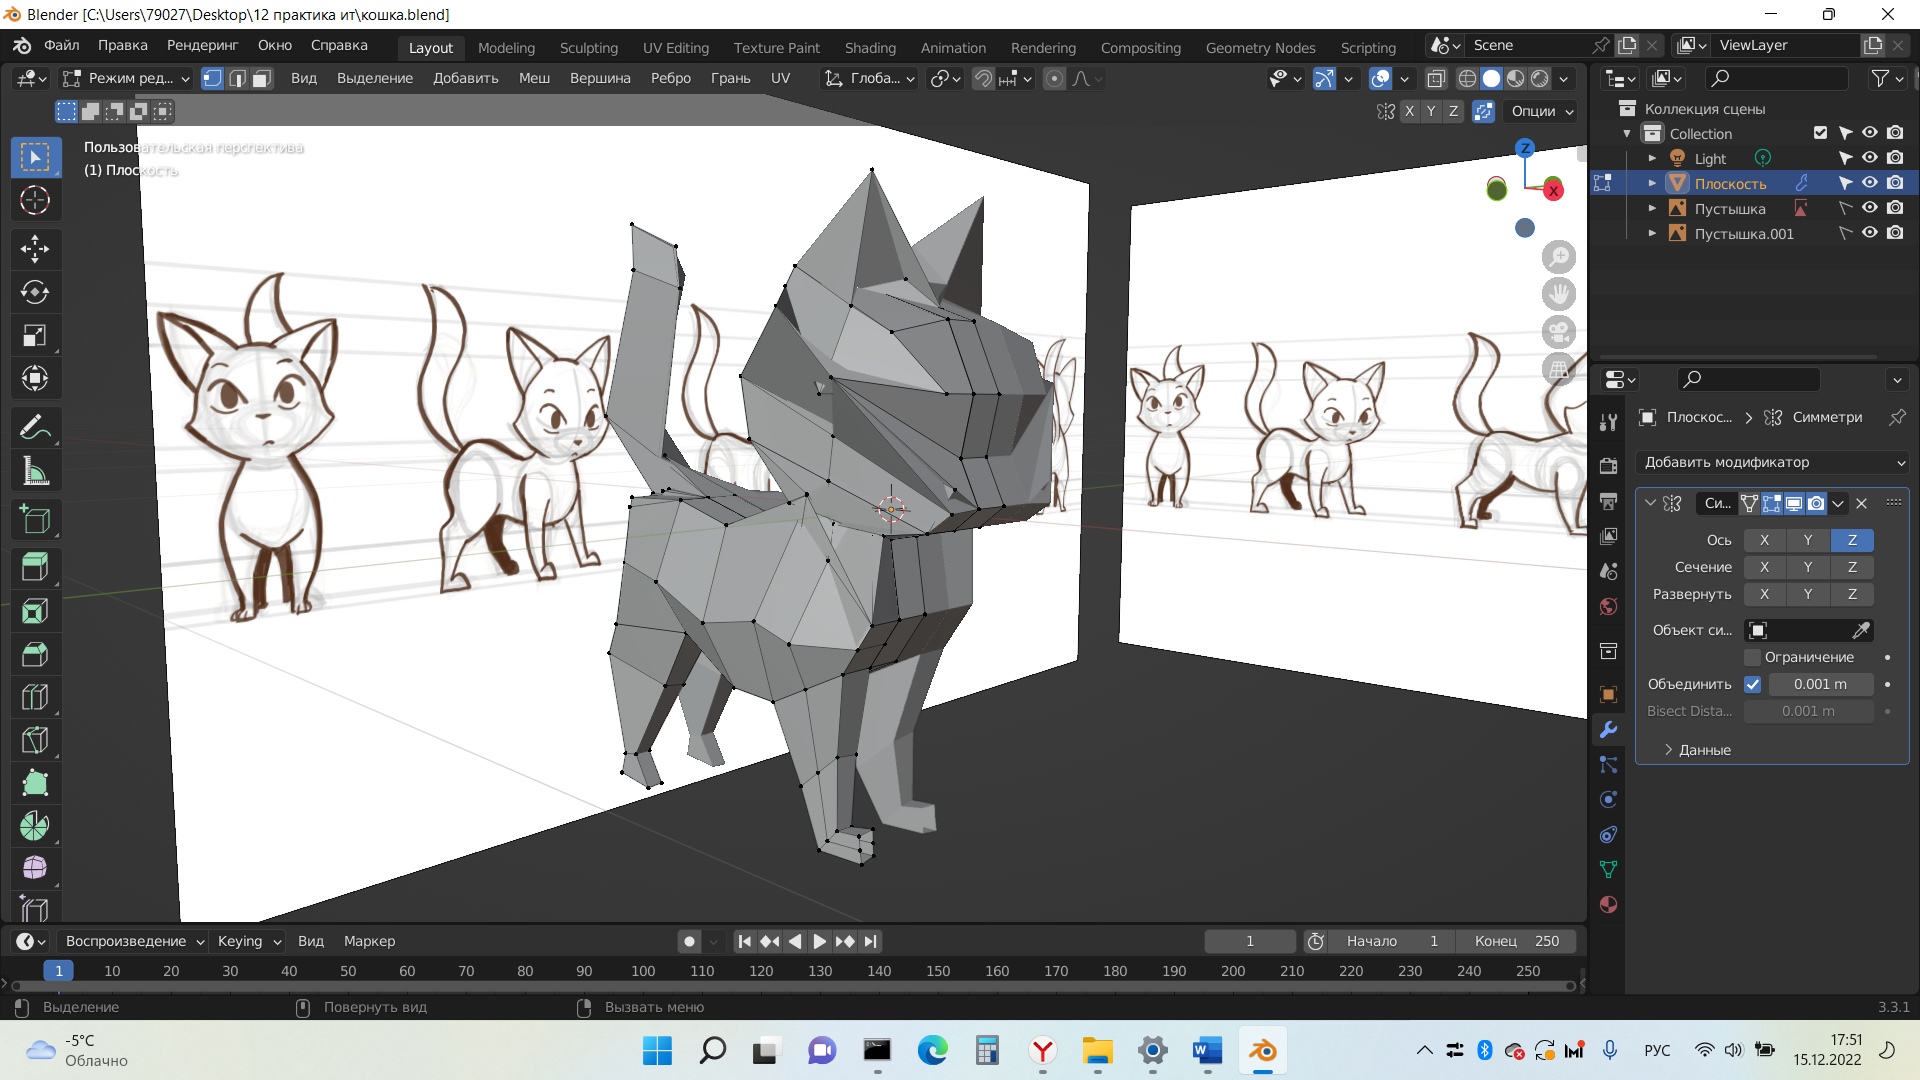 Blender [C:\Users\79027\Desktop\12 практика ит\кошка.blend]
Файл Правка Рендеринг Окно Справка Layout Modeling Sculpting UV Editing Texture Paint Shading Animation Rendering Compositing Geometry Nodes Scripting Scene ViewLayer
Режим ред... Вид Выделение Добавить Меш Вершина Ребро Грань UV Глоба...
X Y Z Опции
Пользовательская перспектива
(1) Плоскость
Z
X
Коллекция сцены
Collection
Light
Плоскость
Пустышка
Пустышка.001
Плоскос... Симметри
Добавить модификатор
Си...
Ось X Y Z
Сечение X Y Z
Развернуть X Y Z
Объект си...
Ограничение
Объединить 0.001 m
Bisect Dista... 0.001 m
Данные
Воспроизведение Keying Вид Маркер 1 Начало 1 Конец 250
1 10 20 30 40 50 60 70 80 90 100 110 120 130 140 150 160 170 180 190 200 210 220 230 240 250
Выделение Повернуть вид Вызвать меню 3.3.1
-5°C
Облачно
РУС
17:51
15.12.2022